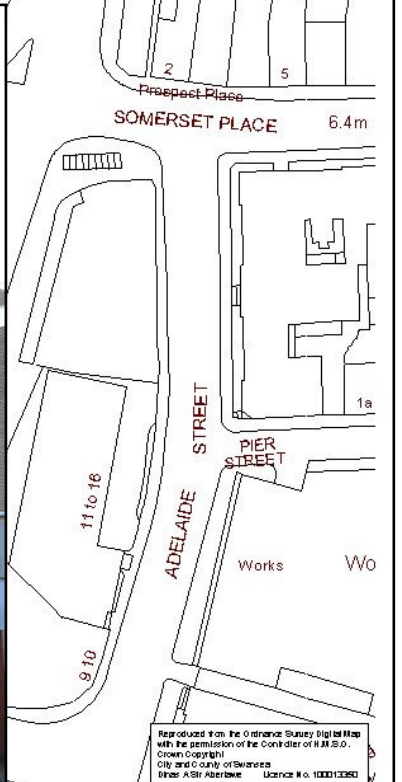 2
5
Prospect Place
SOMERSET PLACE
6.4m
1a
ADELAIDE STREET
PIER
STREET
11 to 16
Works
Wo
9 10
Reproduced from the Ordnance Survey Digital Map
with the permission of the Controller of H.M.S.O.
Crown Copyright
City and County of Swansea
Dinas A Sir Abertawe Licence No. 100013390